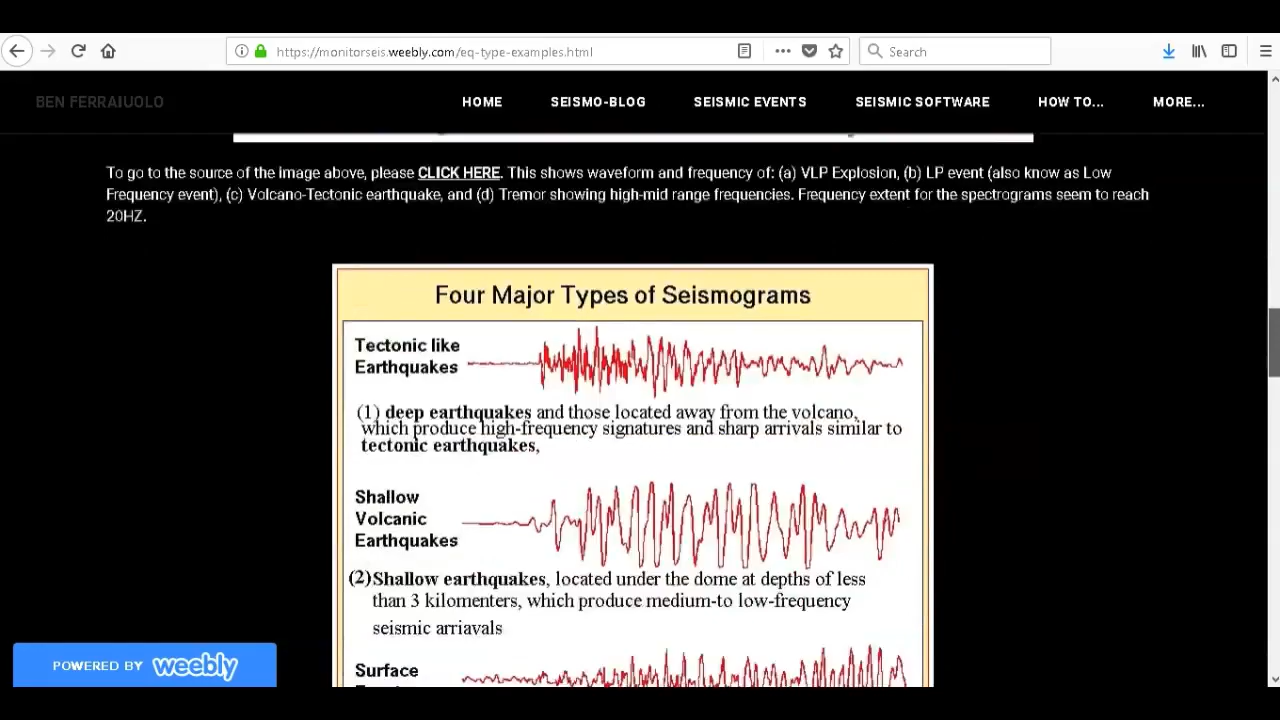 https://monitorseis.weebly.com/eq-type-examples.html
Search
BEN FERRAIUOLO
HOME
SEISMO-BLOG
SEISMIC EVENTS
SEISMIC SOFTWARE
HOW TO...
MORE...
To go to the source of the image above, please CLICK HERE. This shows waveform and frequency of: (a) VLP Explosion, (b) LP event (also know as Low
Frequency event), (c) Volcano-Tectonic earthquake, and (d) Tremor showing high-mid range frequencies. Frequency extent for the spectrograms seem to reach
20HZ.
Four Major Types of Seismograms
Tectonic like
Earthquakes
(1) deep earthquakes and those located away from the volcano,
which produce high-frequency signatures and sharp arrivals similar to
tectonic earthquakes,
Shallow
Volcanic
Earthquakes
(2) Shallow earthquakes, located under the dome at depths of less
than 3 kilomenters, which produce medium-to low-frequency
seismic arriavals
Surface
POWERED BY weebly